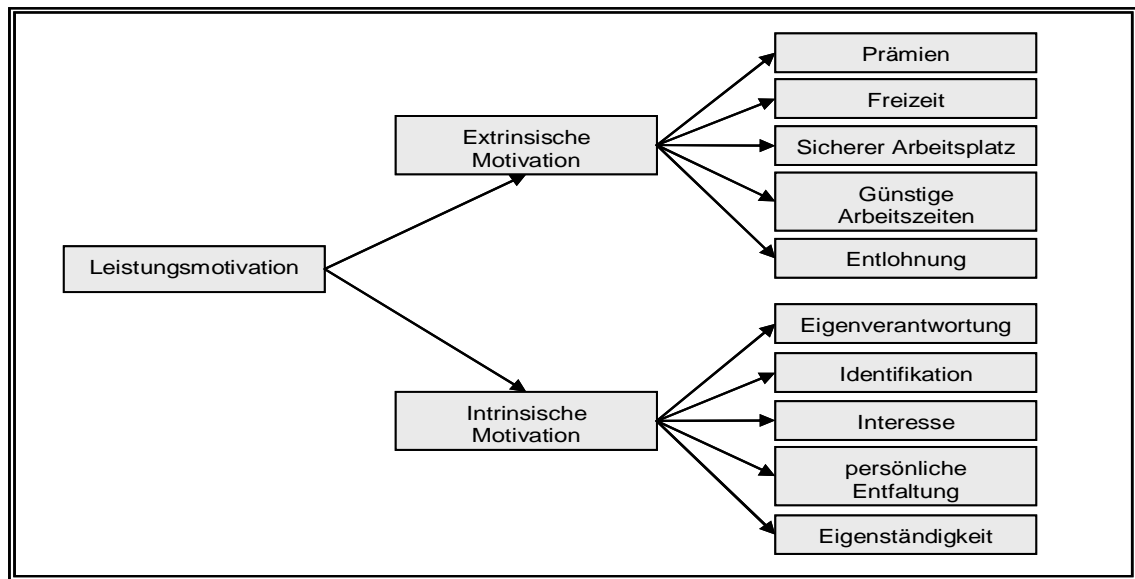 Leistungsmotivation
Extrinsische
Motivation
Prämien
Freizeit
Sicherer Arbeitsplatz
Günstige
Arbeitszeiten
Entlohnung
Intrinsische
Motivation
Eigenverantwortung
Identifikation
Interesse
persönliche
Entfaltung
Eigenständigkeit